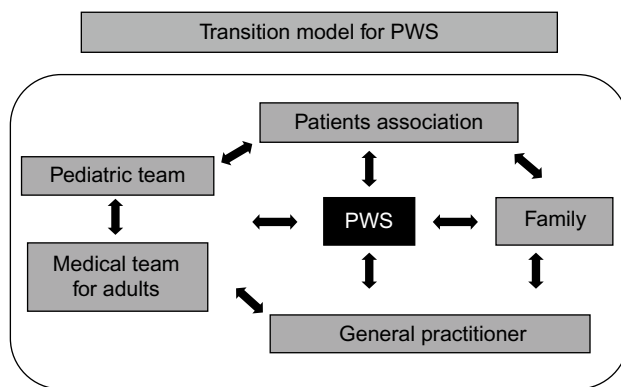 Transition model for PWS
Patients association
Pediatric team
PWS
Family
Medical team
for adults
General practitioner